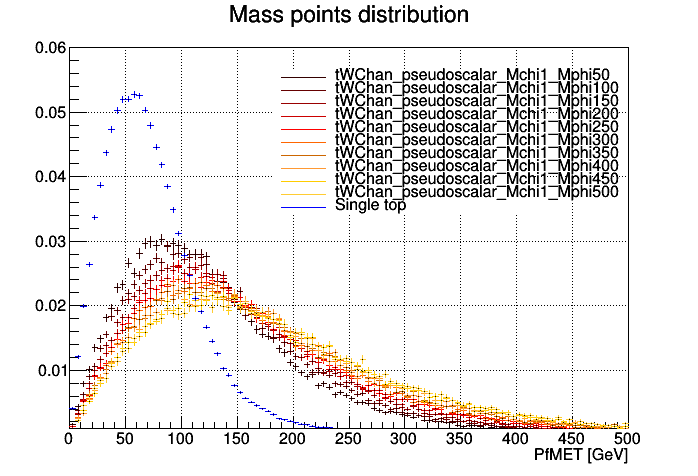 Mass points distribution
0.06
0.05
0.04
0.03
0.02
0.01
tWChan_pseudoscalar_Mchi1_Mphi50
tWChan_pseudoscalar_Mchi1_Mphi100
tWChan_pseudoscalar_Mchi1_Mphi150
tWChan_pseudoscalar_Mchi1_Mphi200
tWChan_pseudoscalar_Mchi1_Mphi250
tWChan_pseudoscalar_Mchi1_Mphi300
tWChan_pseudoscalar_Mchi1_Mphi350
tWChan_pseudoscalar_Mchi1_Mphi400
tWChan_pseudoscalar_Mchi1_Mphi450
tWChan_pseudoscalar_Mchi1_Mphi500
Single top
0 50 100 150 200 250 300 350 400 450 500
PfMET [GeV]